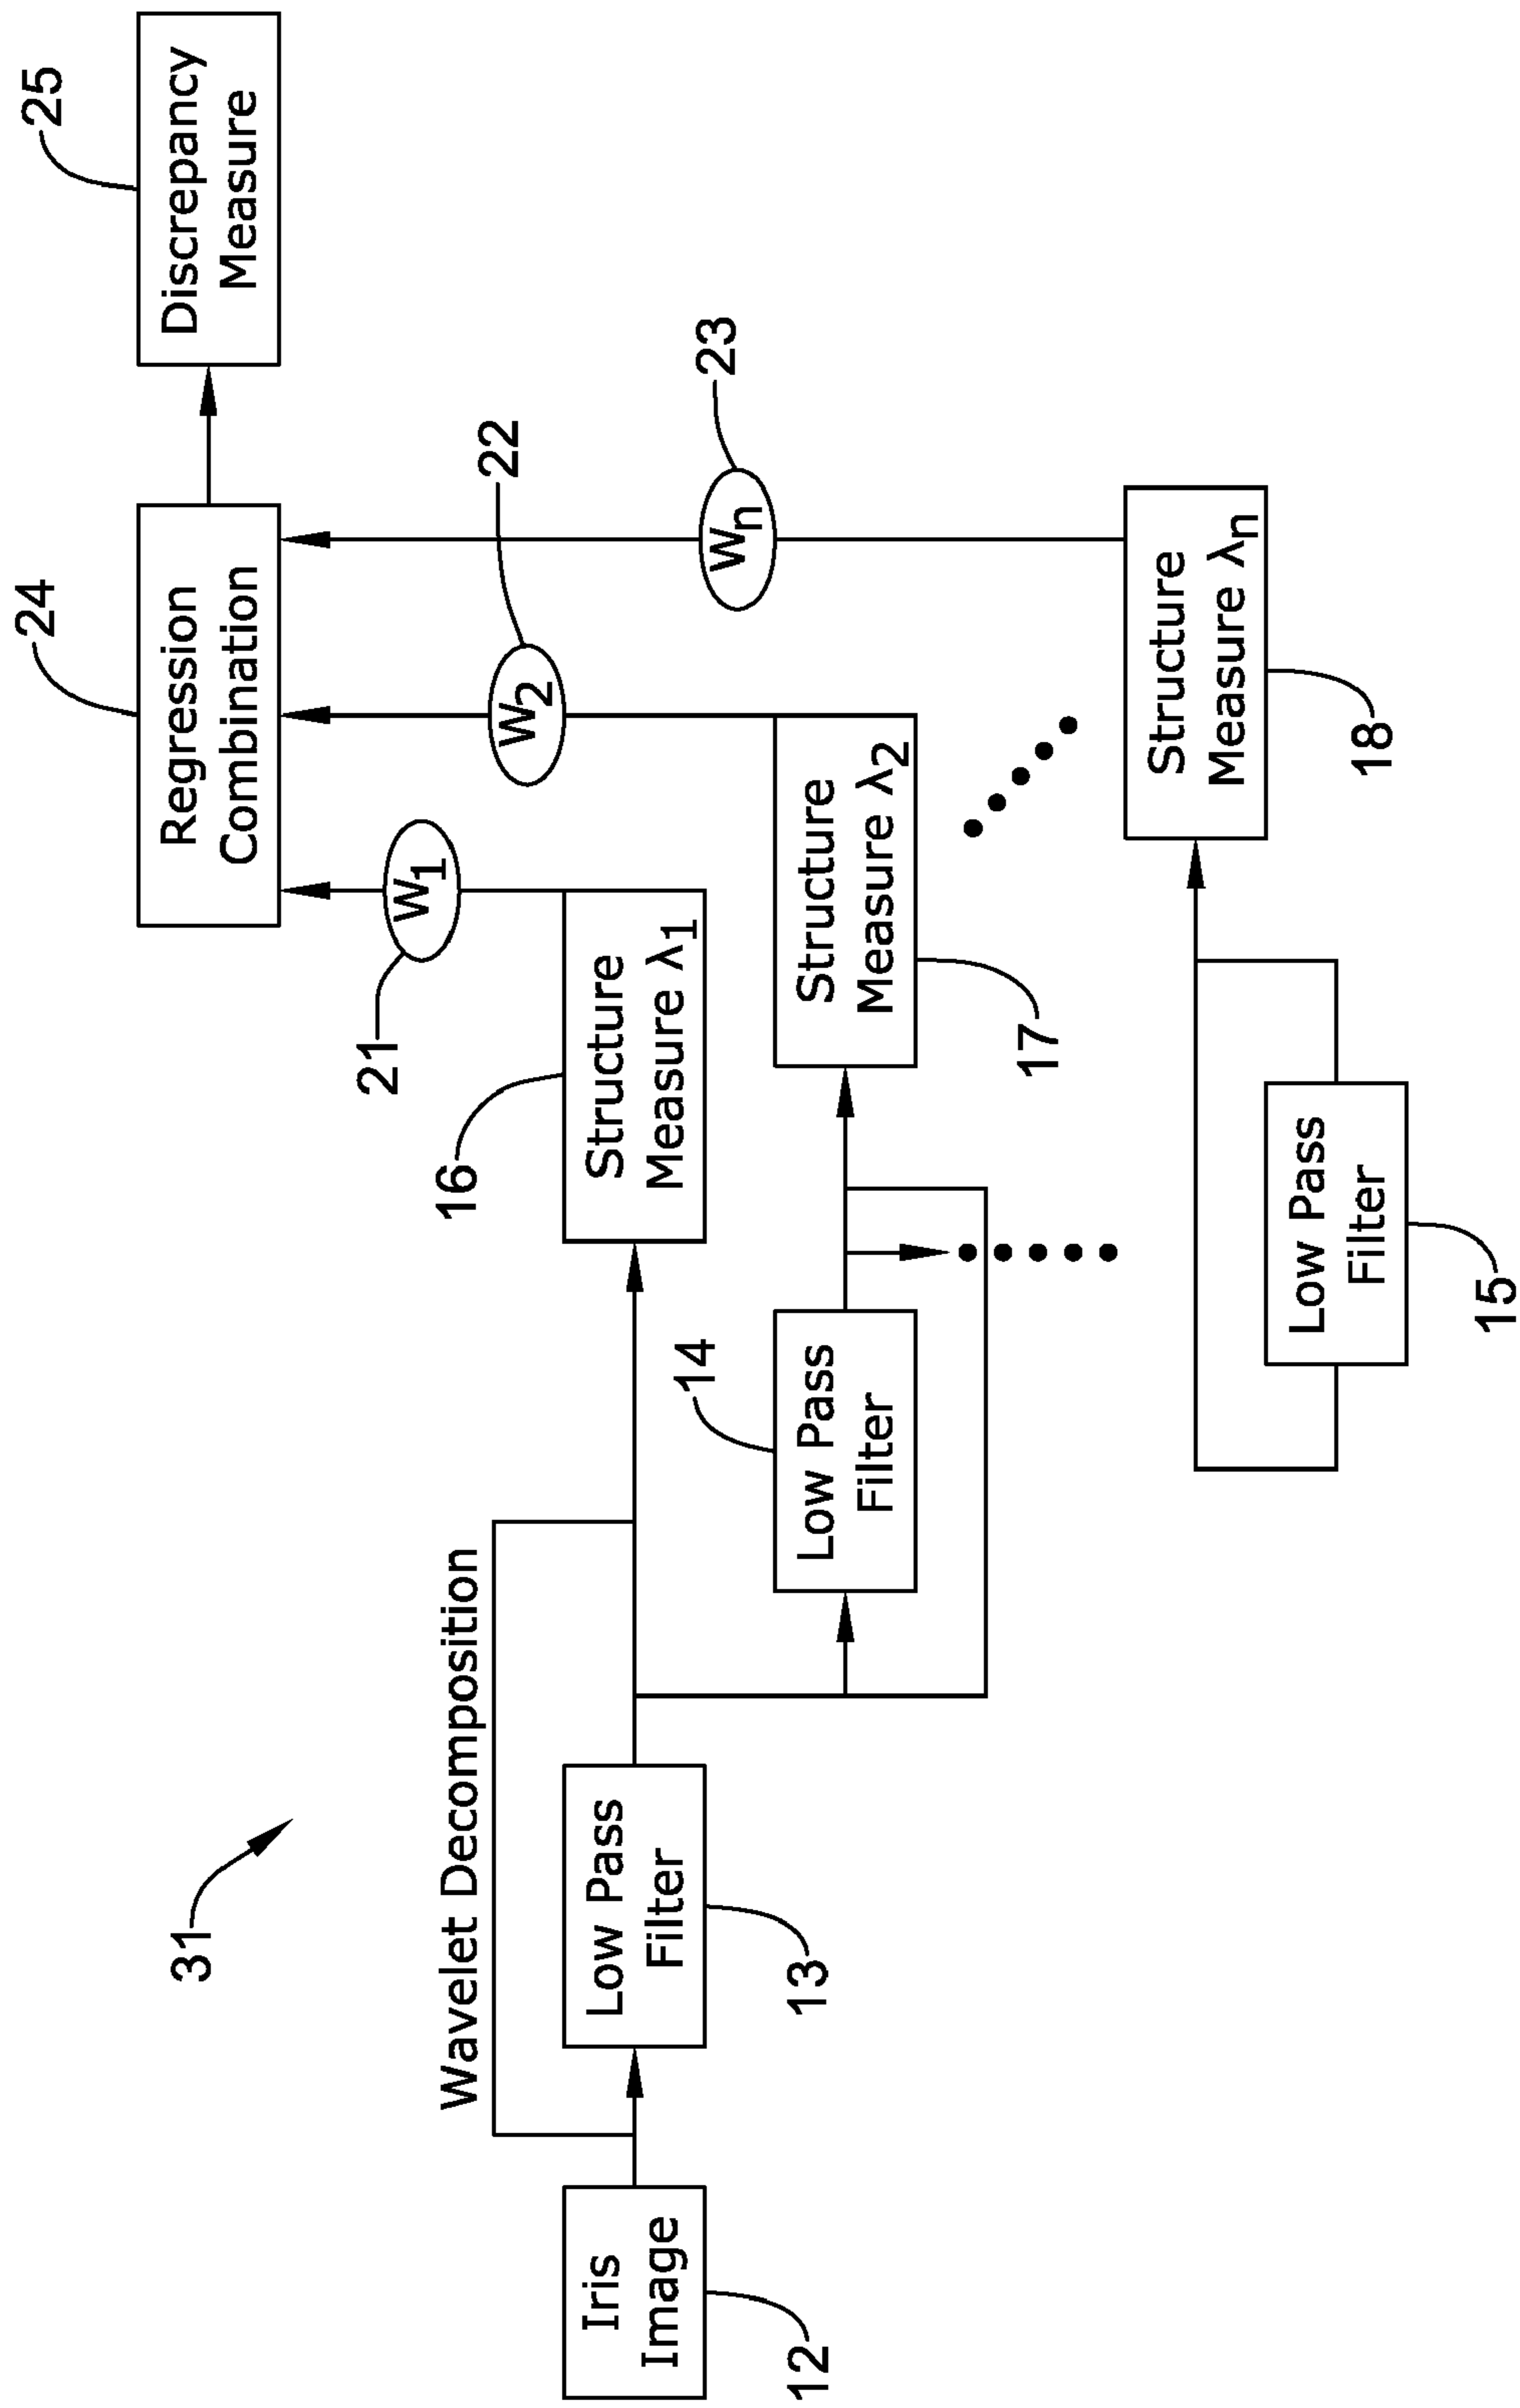 31
Wavelet Decomposition
Iris
Image
12
Low Pass
Filter
13
Low Pass
Filter
14
Low Pass
Filter
15
Structure
Measure λ1
16
Structure
Measure λ2
17
Structure
Measure λn
18
W1
21
W2
22
Wn
23
Regression
Combination
24
Discrepancy
Measure
25